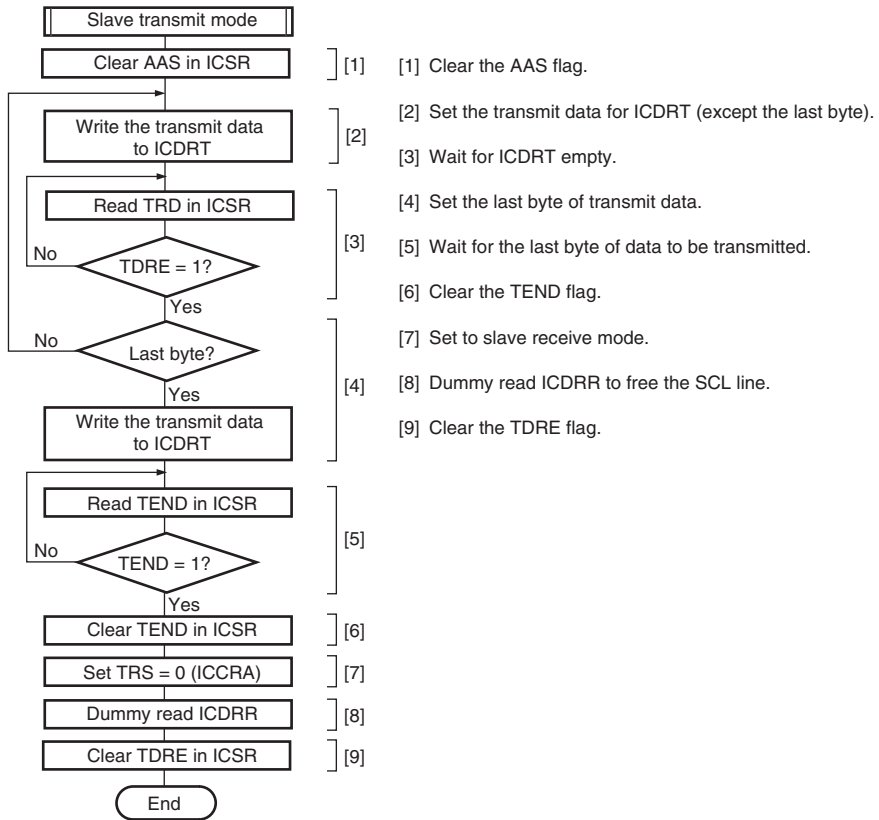 Slave transmit mode
Clear AAS in ICSR
[1]
[1] Clear the AAS flag.
[2] Set the transmit data for ICDRT (except the last byte).
Write the transmit data
to ICDRT
[2]
[3] Wait for ICDRT empty.
Read TRD in ICSR
[4] Set the last byte of transmit data.
[3]
No
TDRE = 1?
[5] Wait for the last byte of data to be transmitted.
[6] Clear the TEND flag.
Yes
No
Last byte?
[7] Set to slave receive mode.
[8] Dummy read ICDRR to free the SCL line.
[4]
Yes
Write the transmit data
to ICDRT
[9] Clear the TDRE flag.
Read TEND in ICSR
[5]
No
TEND = 1?
Yes
Clear TEND in ICSR
[6]
Set TRS = 0 (ICCRA)
[7]
Dummy read ICDRR
[8]
Clear TDRE in ICSR
[9]
End